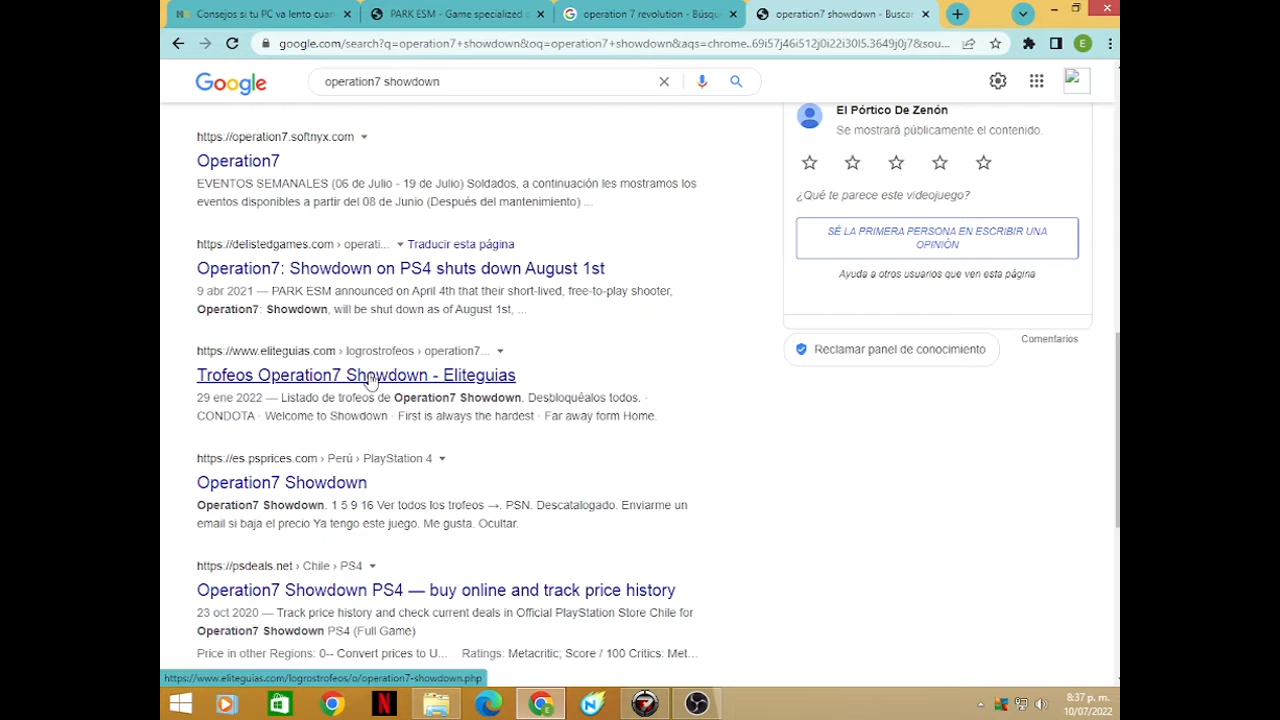 Consejos si tu PC va lento cuan
PARK ESM - Game specialized c
operation 7 revolution - Búsqu
operation7 showdown - Buscar
google.com/search?q=operation7+showdown&oq=operation7+showdown&aqs=chrome..69i57j46i512j0i22i30l5.3649j0j7&sou...
E
Google
operation7 showdown
https://operation7.softnyx.com
Operation7
EVENTOS SEMANALES (06 de Julio - 19 de Julio) Soldados, a continuación les mostramos los
eventos disponibles a partir del 08 de Junio (Después del mantenimiento) ...
https://delistedgames.com › operati... Traducir esta página
Operation7: Showdown on PS4 shuts down August 1st
9 abr 2021 — PARK ESM announced on April 4th that their short-lived, free-to-play shooter,
Operation7: Showdown, will be shut down as of August 1st, ...
https://www.eliteguias.com › logrostrofeos › operation7...
Trofeos Operation7 Showdown - Eliteguias
29 ene 2022 — Listado de trofeos de Operation7 Showdown. Desbloquéalos todos. ·
CONDOTA · Welcome to Showdown · First is always the hardest · Far away form Home.
https://es.psprices.com › Perú › PlayStation 4
Operation7 Showdown
Operation7 Showdown. 1 5 9 16 Ver todos los trofeos →. PSN. Descatalogado. Enviarme un
email si baja el precio Ya tengo este juego. Me gusta. Ocultar.
https://psdeals.net › Chile › PS4
Operation7 Showdown PS4 — buy online and track price history
23 oct 2020 — Track price history and check current deals in Official PlayStation Store Chile for
Operation7 Showdown PS4 (Full Game)
Price in other Regions: 0-- Convert prices to U... Ratings: Metacritic; Score / 100 Critics: Met...
El Pórtico De Zenón
Se mostrará públicamente el contenido.
¿Qué te parece este videojuego?
SÉ LA PRIMERA PERSONA EN ESCRIBIR UNA
OPINIÓN
Ayuda a otros usuarios que ven esta página
Comentarios
Reclamar panel de conocimiento
https://www.eliteguias.com/logrostrofeos/o/operation7-showdown.php
8:37 p. m.
10/07/2022